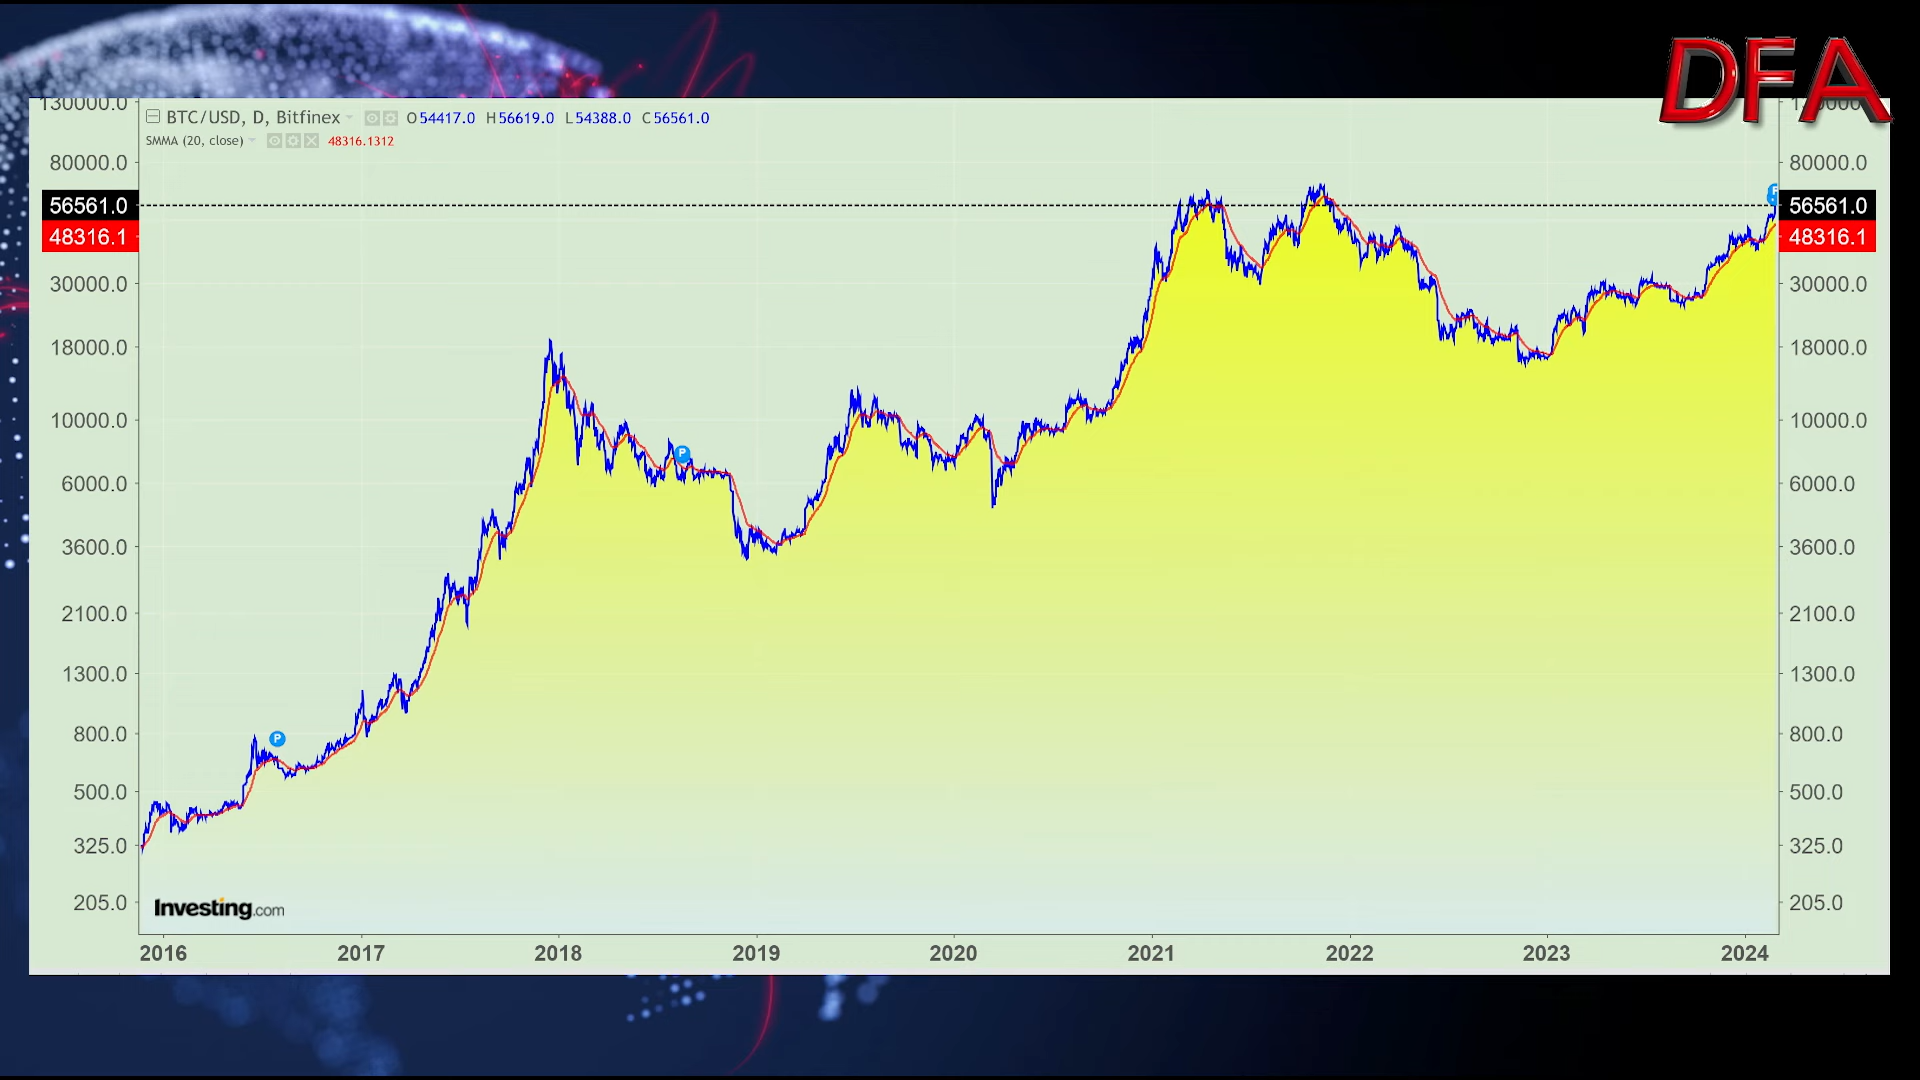 DFA
130000.0
BTC/USD, D, Bitfinex O54417.0 H56619.0 L54388.0 C56561.0
SMMA (20, close) 48316.1312
80000.0 80000.0
56561.0 56561.0
48316.1 48316.1
30000.0 30000.0
18000.0 18000.0
10000.0 10000.0
P
6000.0 6000.0
3600.0 3600.0
2100.0 2100.0
1300.0 1300.0
800.0 P 800.0
500.0 500.0
325.0 325.0
205.0 205.0
Investing.com
2016 2017 2018 2019 2020 2021 2022 2023 2024